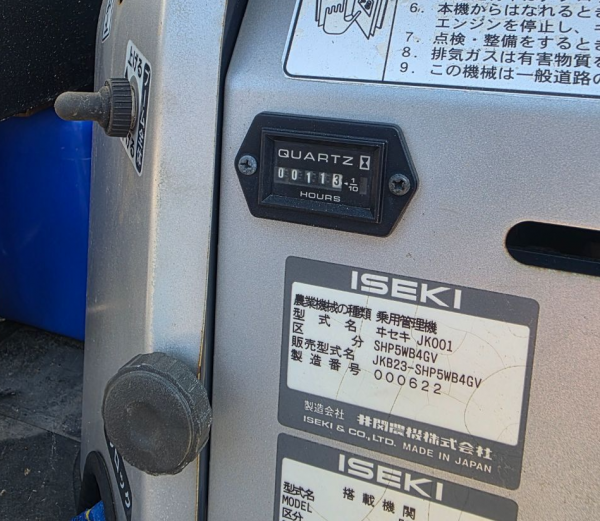 6. 本機からはなれるとき
エンジンを停止し、キ
7. 点検・整備をするとき
8. 排気ガスは有害物質を
9. この機械は一般道路の
上げる
QUARTZ
00113 1/10
HOURS
ISEKI
農業機械の種類 乗用管理機
型式名 ヰセキ JK001
区分 SHP5WB4GV
販売型式名 JKB23-SHP5WB4GV
製造番号 000622
製造会社 井関農機株式会社
ISEKI & CO., LTD. MADE IN JAPAN
ISEKI
型式名 搭載機関
MODEL
区分